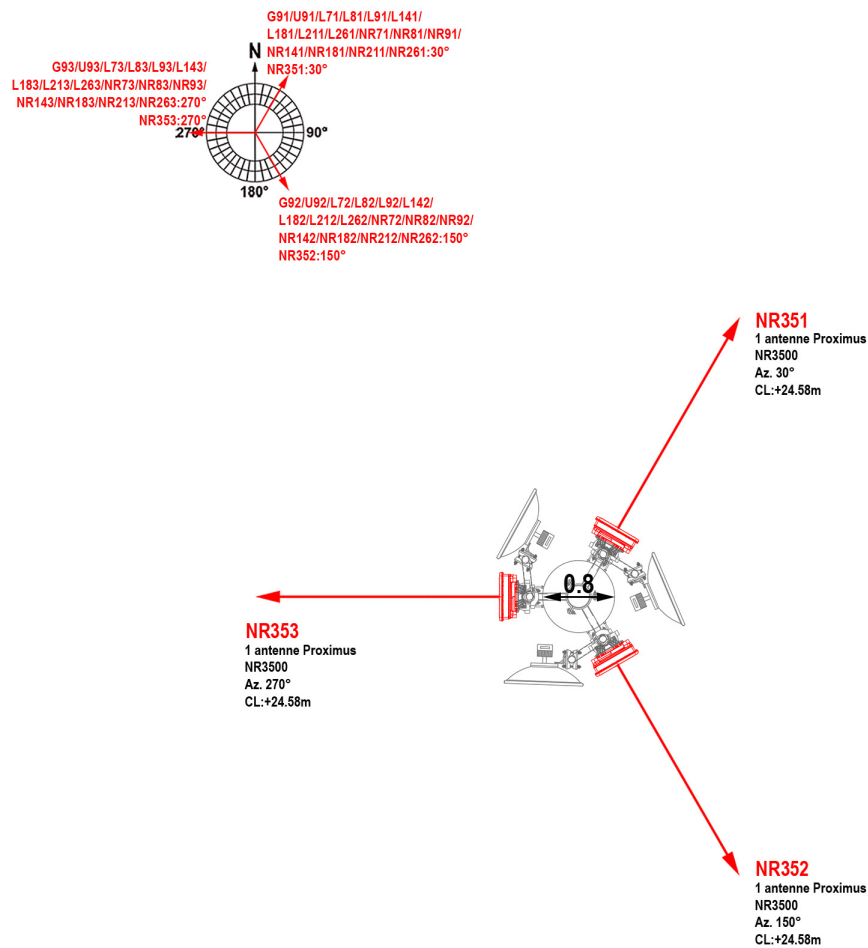 G91/U91/L71/L81/L91/L141/
L181/L211/L261/NR71/NR81/NR91/
NR141/NR181/NR211/NR261:30°
NR351:30°
N
G93/U93/L73/L83/L93/L143/
L183/L213/L263/NR73/NR83/NR93/
NR143/NR183/NR213/NR263:270°
NR353:270°
270°
90°
180°
G92/U92/L72/L82/L92/L142/
L182/L212/L262/NR72/NR82/NR92/
NR142/NR182/NR212/NR262:150°
NR352:150°
NR351
1 antenne Proximus
NR3500
Az. 30°
CL:+24.58m
0.8
NR353
1 antenne Proximus
NR3500
Az. 270°
CL:+24.58m
NR352
1 antenne Proximus
NR3500
Az. 150°
CL:+24.58m